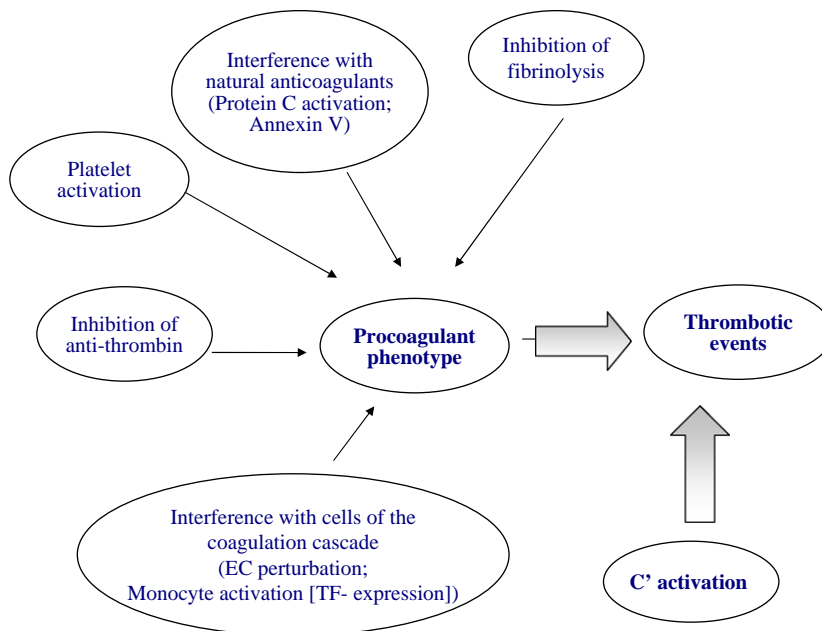 Interference with
natural anticoagulants
(Protein C activation;
Annexin V)
Inhibition of
fibrinolysis
Platelet
activation
Inhibition of
anti-thrombin
Procoagulant
phenotype
Thrombotic
events
Interference with cells of the
coagulation cascade
(EC perturbation;
Monocyte activation [TF- expression])
C’ activation